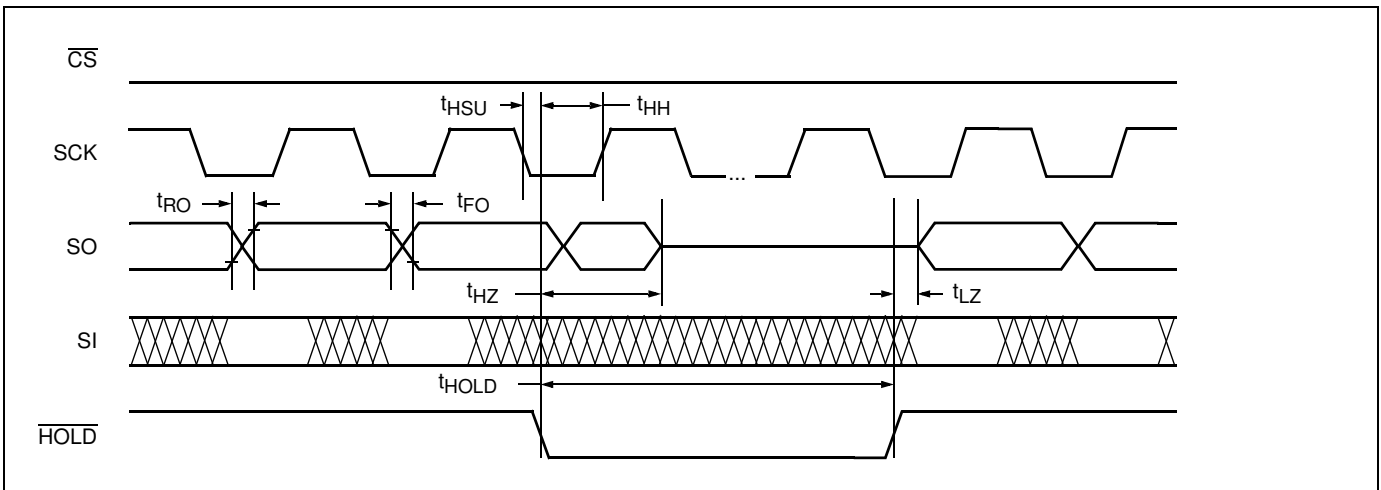 CS
tHSU
tHH
SCK
...
tRO
tFO
SO
tHZ
tLZ
SI
tHOLD
HOLD